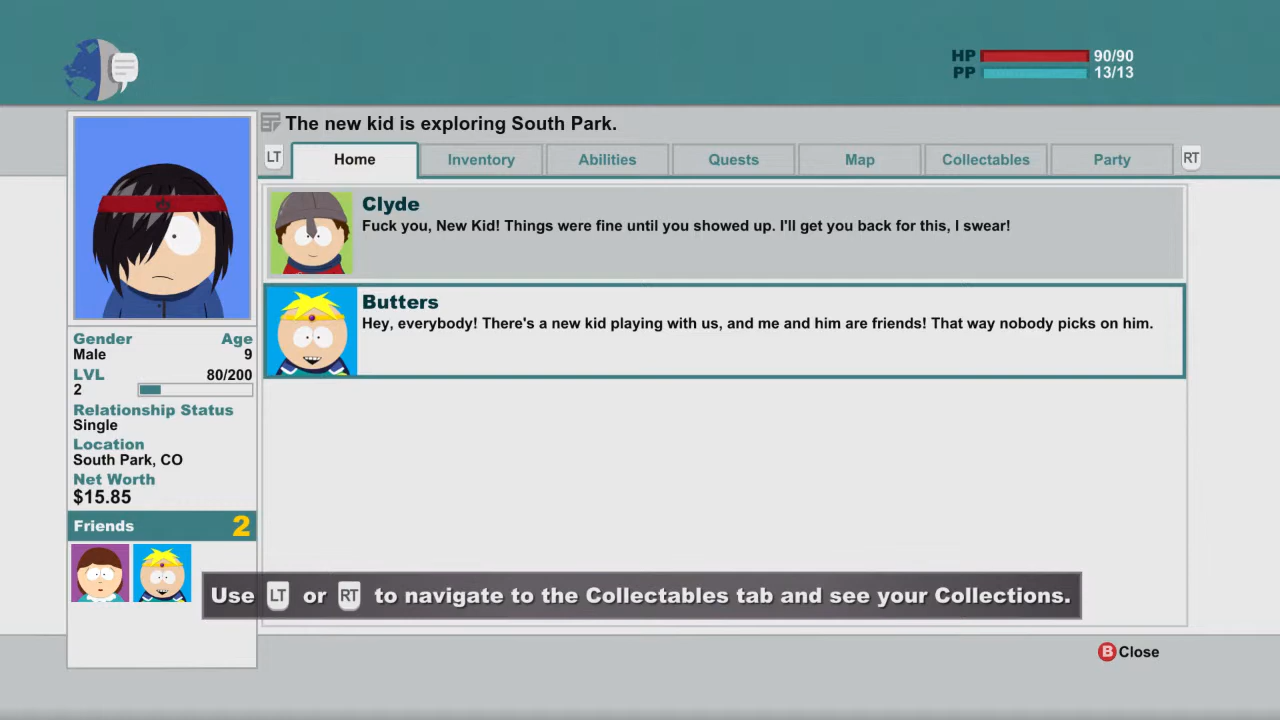 HP 90/90
PP 13/13
The new kid is exploring South Park.
LT Home Inventory Abilities Quests Map Collectables Party RT
Clyde
Fuck you, New Kid! Things were fine until you showed up. I'll get you back for this, I swear!
Butters
Hey, everybody! There's a new kid playing with us, and me and him are friends! That way nobody picks on him.
Gender Age
Male 9
LVL 80/200
2
Relationship Status
Single
Location
South Park, CO
Net Worth
$15.85
Friends 2
Use LT or RT to navigate to the Collectables tab and see your Collections.
B Close